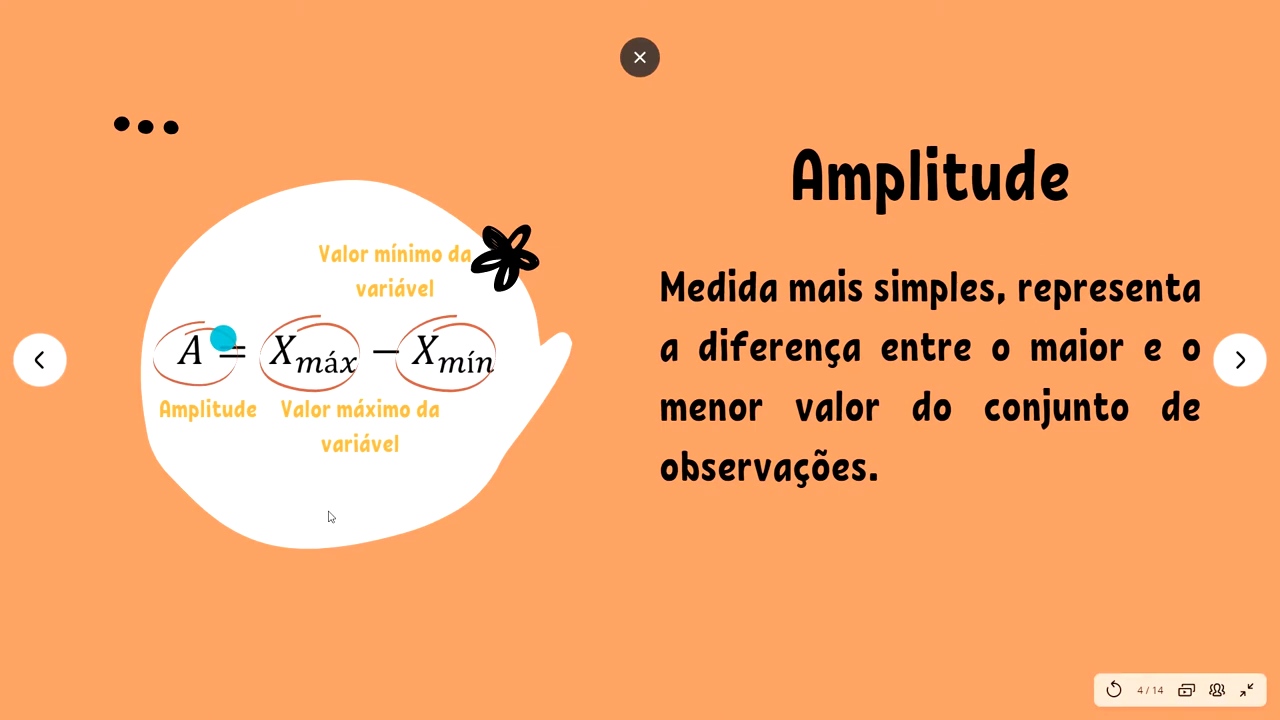 Amplitude
Valor mínimo da
variável
A = Xmáx − Xmín
Amplitude
Valor máximo da
variável
Medida mais simples, representa
a diferença entre o maior e o
menor valor do conjunto de
observações.
4 / 14